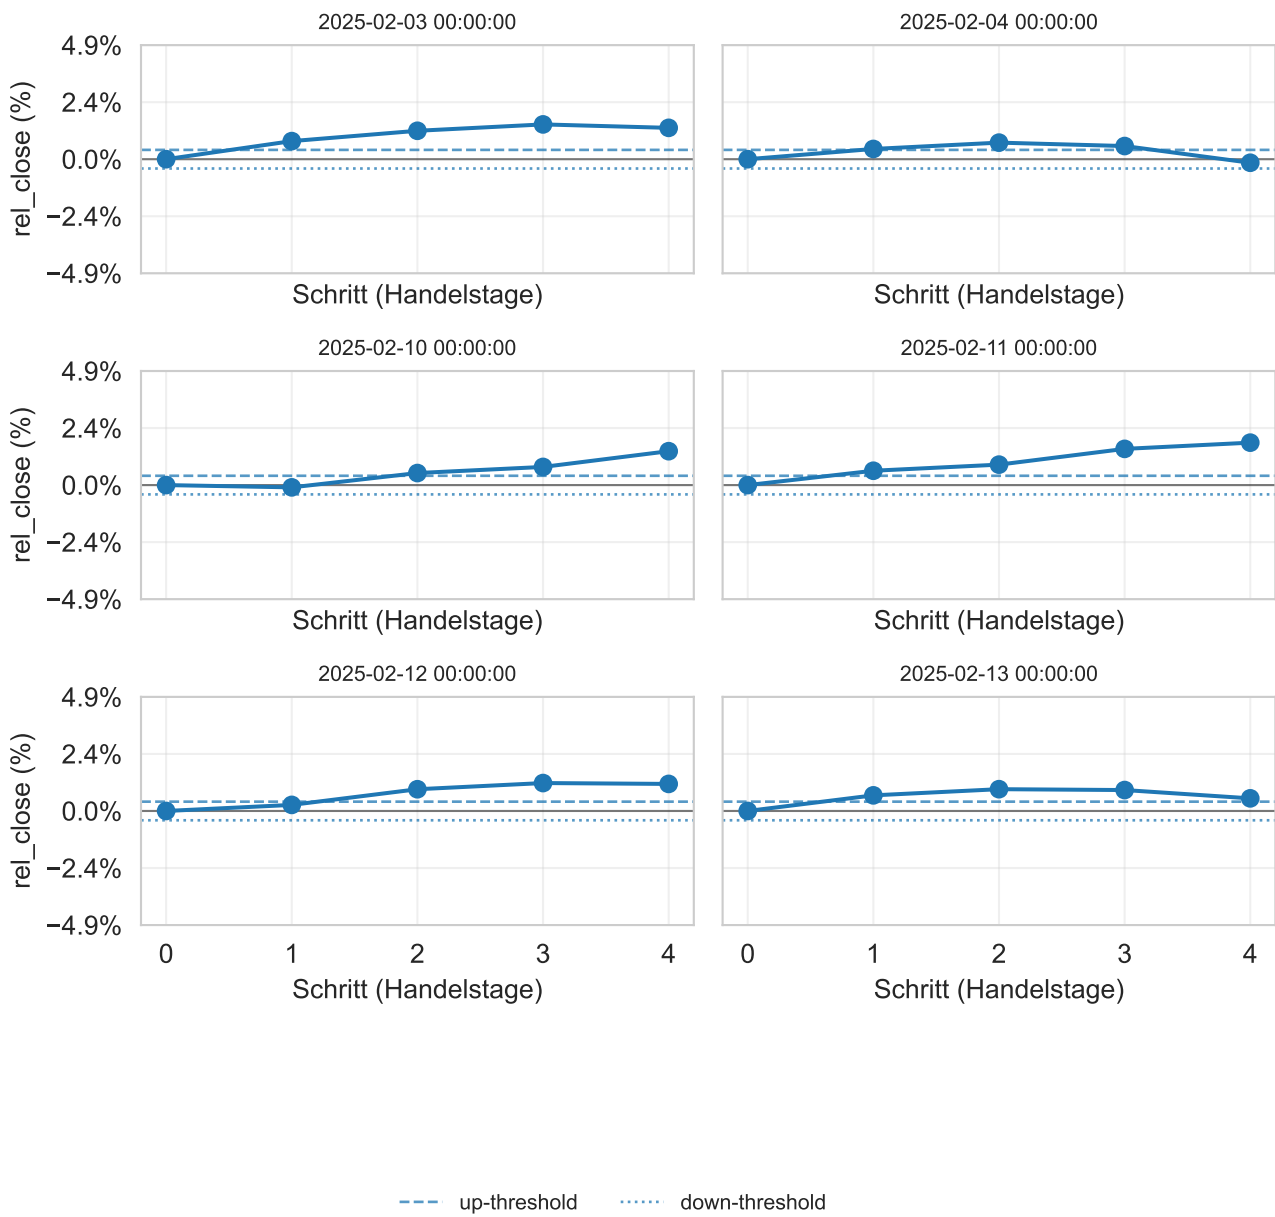 2025-02-03 00:00:00
2025-02-04 00:00:00
4.9%
2.4%
0.0%
−2.4%
−4.9%
rel_close (%)
Schritt (Handelstage)
Schritt (Handelstage)
2025-02-10 00:00:00
2025-02-11 00:00:00
4.9%
2.4%
0.0%
−2.4%
−4.9%
rel_close (%)
Schritt (Handelstage)
Schritt (Handelstage)
2025-02-12 00:00:00
2025-02-13 00:00:00
4.9%
2.4%
0.0%
−2.4%
−4.9%
rel_close (%)
0 1 2 3 4
0 1 2 3 4
Schritt (Handelstage)
Schritt (Handelstage)
up-threshold
down-threshold